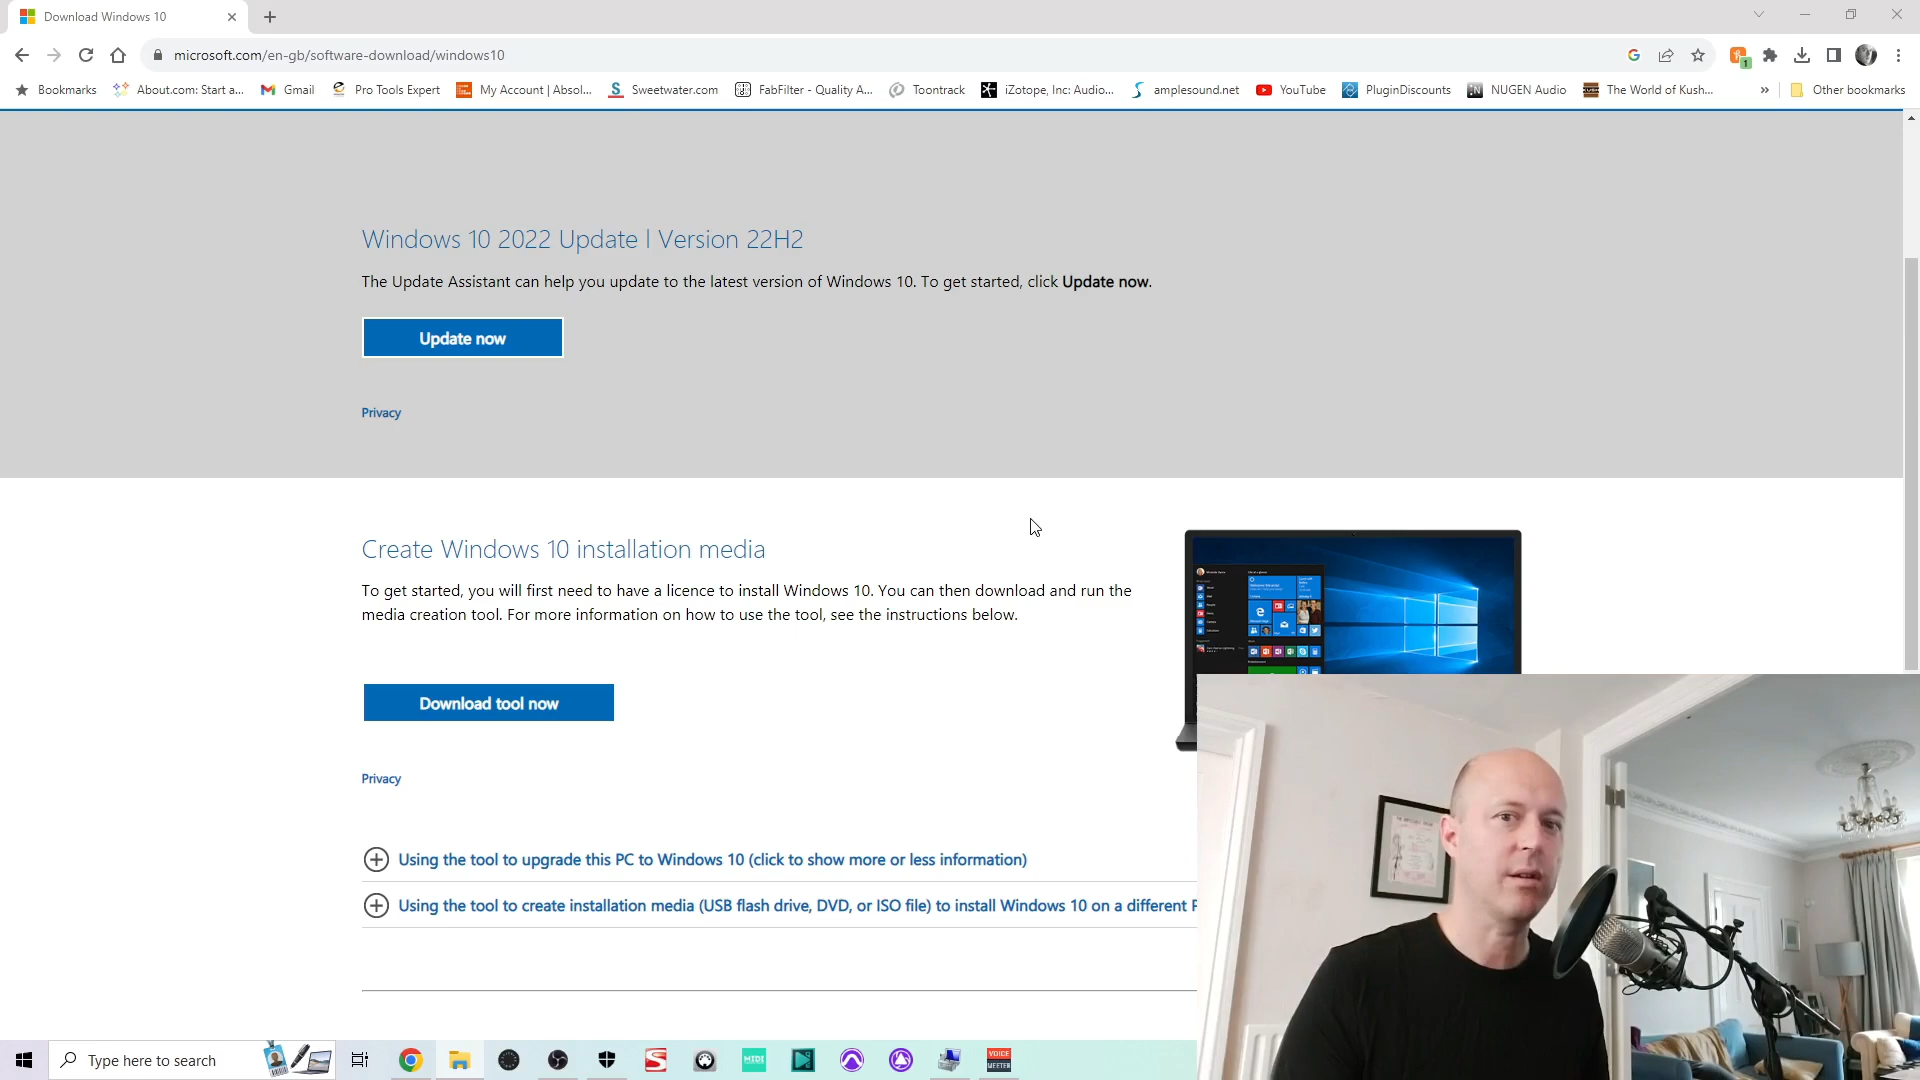 Download Windows 10
microsoft.com/en-gb/software-download/windows10
Bookmarks About.com: Start a... Gmail Pro Tools Expert My Account | Absol... Sweetwater.com FabFilter - Quality A... Toontrack iZotope, Inc: Audio... amplesound.net YouTube PluginDiscounts NUGEN Audio The World of Kush... » Other bookmarks
Windows 10 2022 Update l Version 22H2
The Update Assistant can help you update to the latest version of Windows 10. To get started, click Update now.
Update now
Privacy
Create Windows 10 installation media
To get started, you will first need to have a licence to install Windows 10. You can then download and run the
media creation tool. For more information on how to use the tool, see the instructions below.
Download tool now
Privacy
Using the tool to upgrade this PC to Windows 10 (click to show more or less information)
Using the tool to create installation media (USB flash drive, DVD, or ISO file) to install Windows 10 on a different
Type here to search
MIDI
VOICE
MEETER